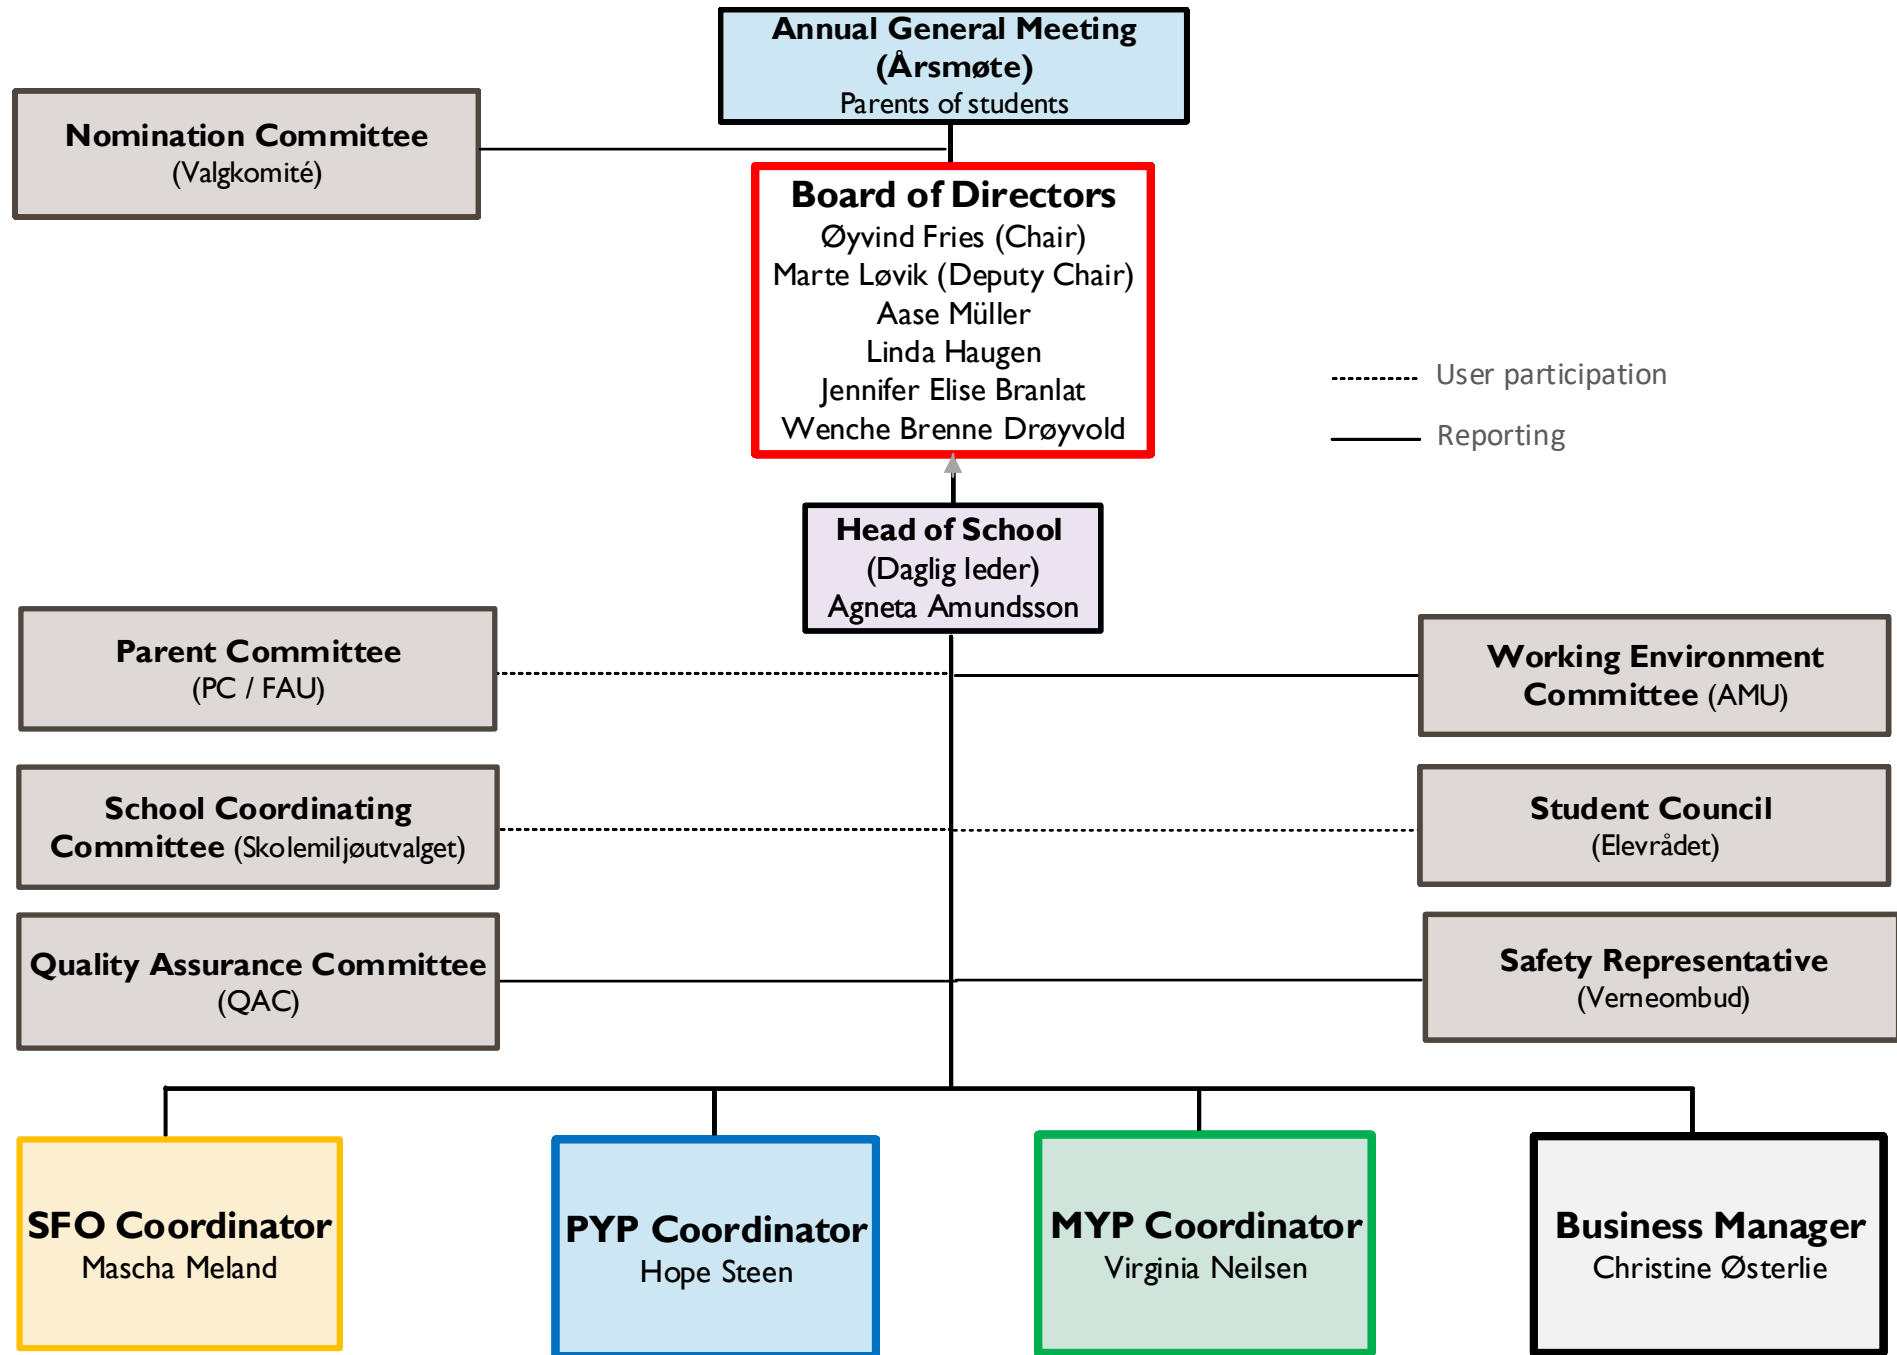 Annual General Meeting
(Årsmøte)
Parents of students
Nomination Committee
(Valgkomité)
Board of Directors
Øyvind Fries (Chair)
Marte Løvik (Deputy Chair)
Aase Müller
Linda Haugen
Jennifer Elise Branlat
Wenche Brenne Drøyvold
User participation
Reporting
Head of School
(Daglig leder)
Agneta Amundsson
Parent Committee
(PC / FAU)
Working Environment
Committee (AMU)
School Coordinating
Committee (Skolemiljøutvalget)
Student Council
(Elevrådet)
Quality Assurance Committee
(QAC)
Safety Representative
(Verneombud)
SFO Coordinator
Mascha Meland
PYP Coordinator
Hope Steen
MYP Coordinator
Virginia Neilsen
Business Manager
Christine Østerlie